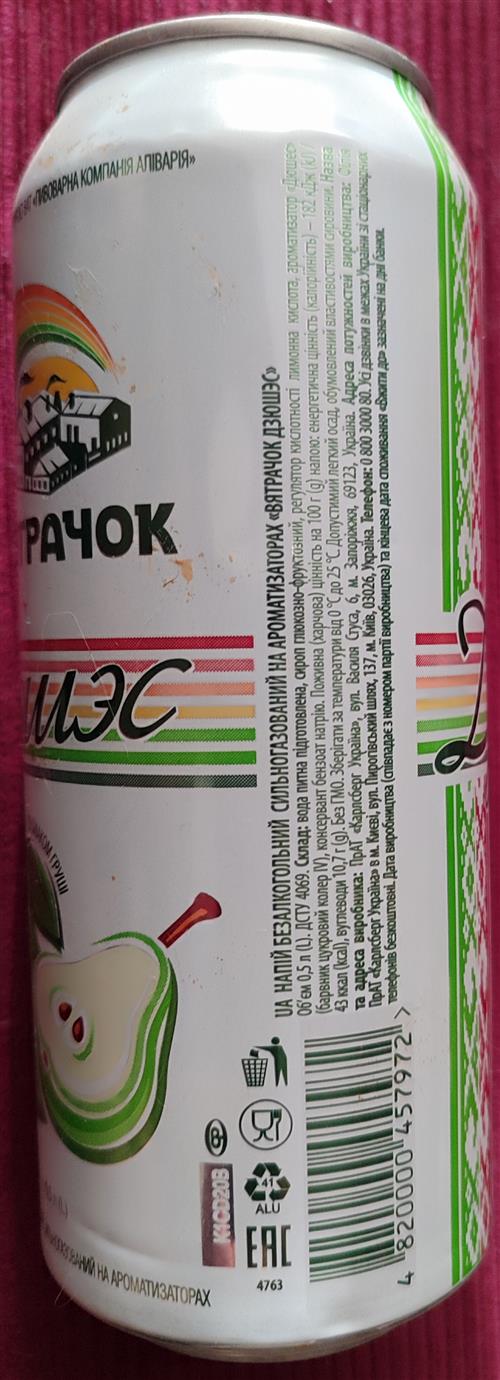 «ПИВОВАРНА КОМПАНІЯ АЛІВАРІЯ»
ТРАЧОК
ШЭС
ГРУШІ
НА АРОМАТИЗАТОРАХ
UA НАПІЙ БЕЗАЛКОГОЛЬНИЙ СИЛЬНОГАЗОВАНИЙ НА АРОМАТИЗАТОРАХ «ВЯТРАЧОК ДЗЮШЭС»
Об'єм 0,5 л (L). ДСТУ 4069. Склад: вода питна підготовлена, сироп глюкозно-фруктозний, регулятор кислотності лимонна кислота, ароматизатор «Дюшес»
(барвник цукровий колер IV), консервант бензоат натрію. Поживна (харчова) цінність на 100 г (g) напою: енергетична цінність (калорійність) – 182 кДж (kJ) /
43 ккал (kcal), вуглеводи 10,7 г (g). Без ГМО. Зберігати за температури від 0 °C до 25 °C. Допустимий легкий осад, обумовлений властивостями сировини. Назва
та адреса виробника: ПрАТ «Карлсберг Україна», вул. Василя Стуса, 6, м. Запоріжжя, 69123, Україна. Адреса потужностей виробництва: Філія
ПрАТ «Карлсберг Україна» в м. Києві, вул. Пирогівський шлях, 137, м. Київ, 03026, Україна. Телефон: 0 800 3000 80. Усі дзвінки в межах України зі стаціонарних
телефонів безкоштовні. Дата виробництва (співпадає з номером партії виробництва) та кінцева дата споживання «Вжити до» зазначені на дні банки.
K4CD20B
41
ALU
EAC
4763
4 820000 457972 >
Д